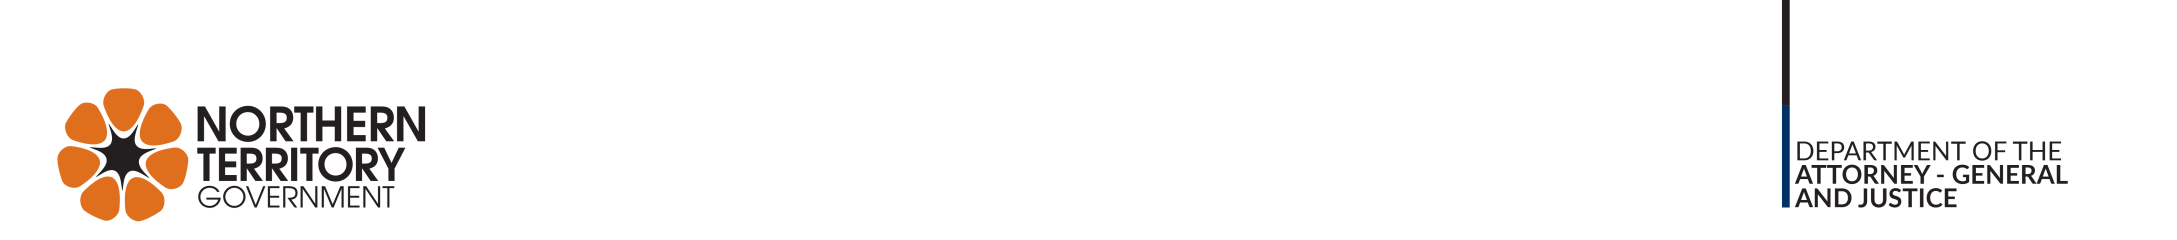 NORTHERN
TERRITORY
GOVERNMENT
DEPARTMENT OF THE
ATTORNEY - GENERAL
AND JUSTICE